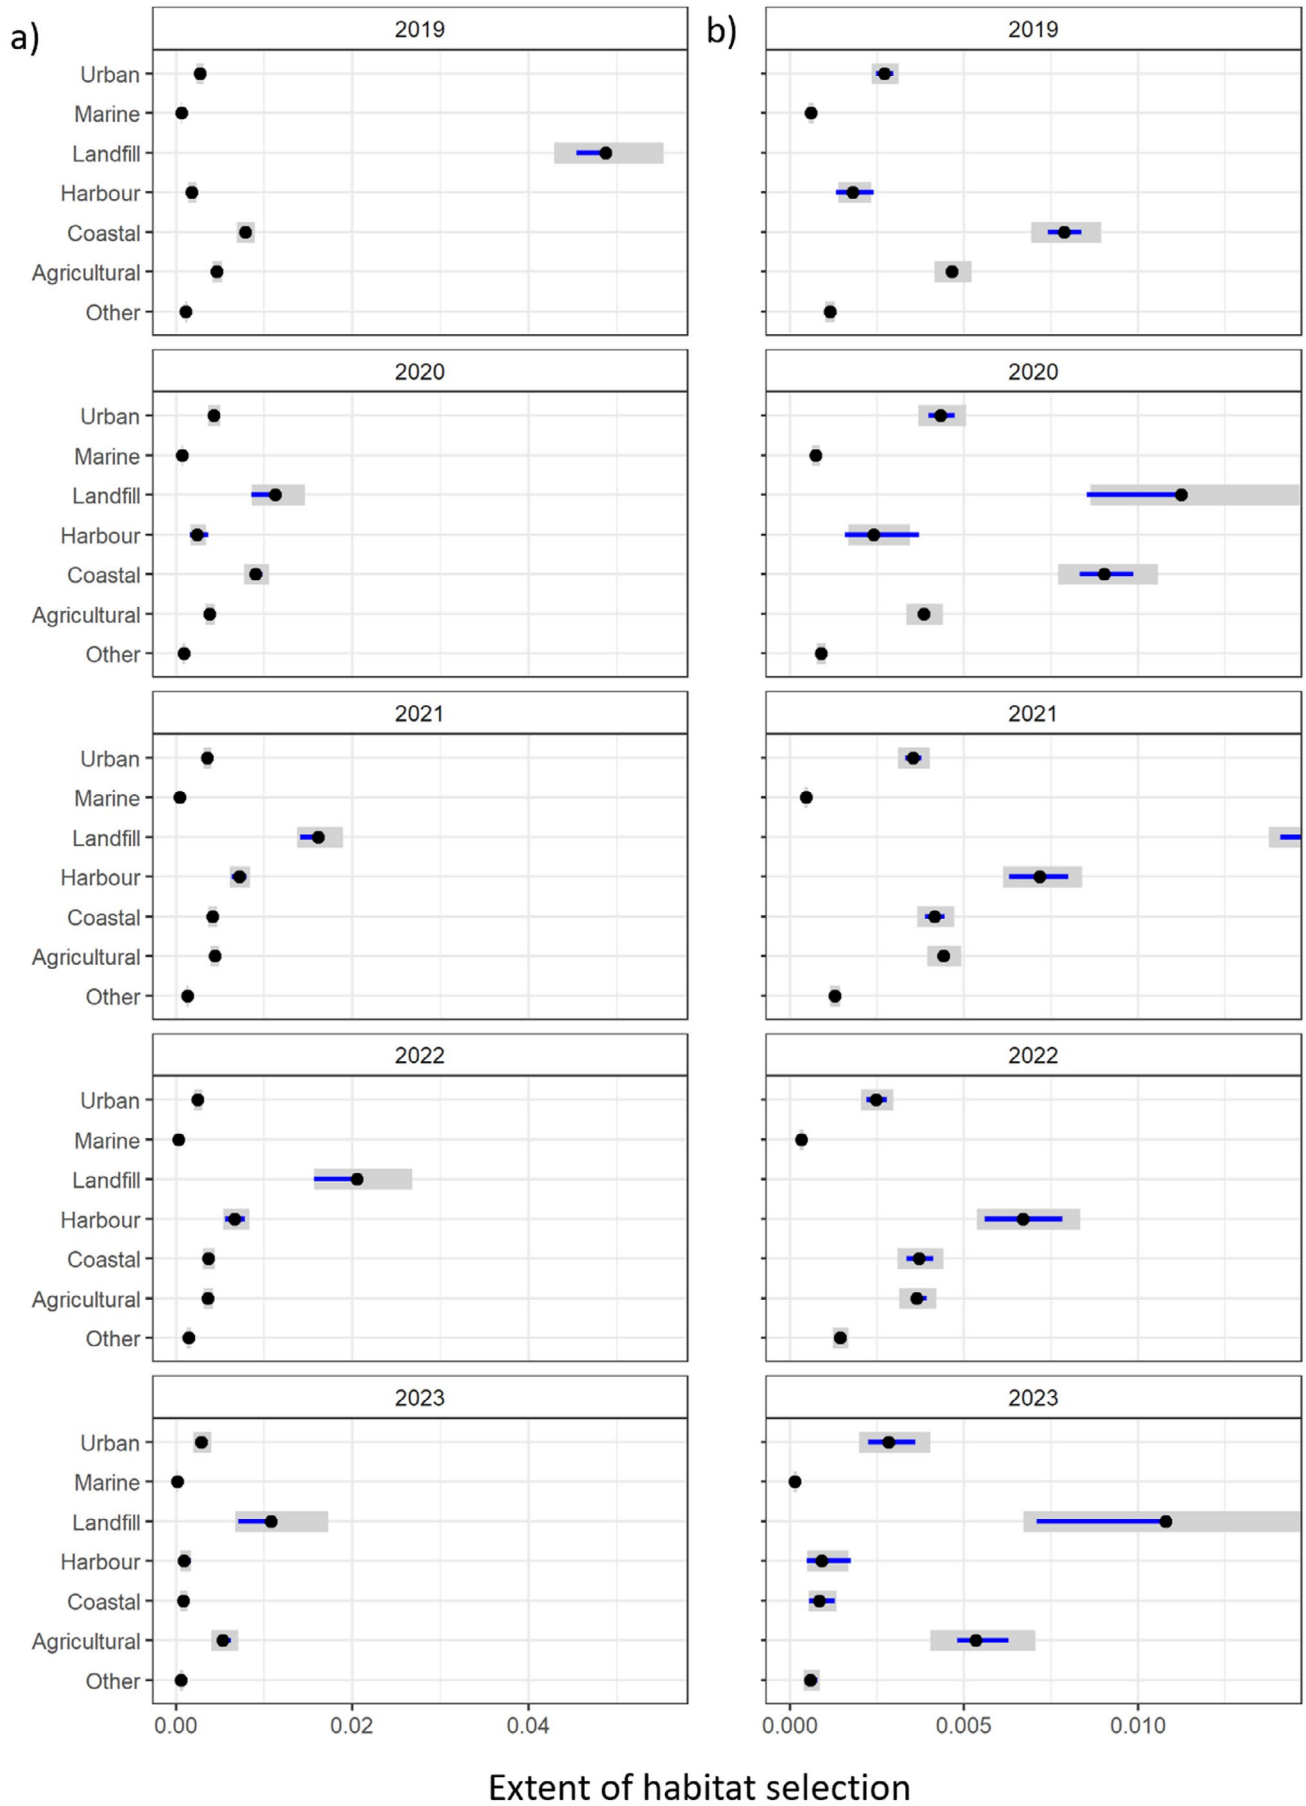 a)
2019
Urban
Marine
Landfill
Harbour
Coastal
Agricultural
Other
2020
Urban
Marine
Landfill
Harbour
Coastal
Agricultural
Other
2021
Urban
Marine
Landfill
Harbour
Coastal
Agricultural
Other
2022
Urban
Marine
Landfill
Harbour
Coastal
Agricultural
Other
2023
Urban
Marine
Landfill
Harbour
Coastal
Agricultural
Other
0.00 0.02 0.04
b)
2019
2020
2021
2022
2023
0.000 0.005 0.010
Extent of habitat selection